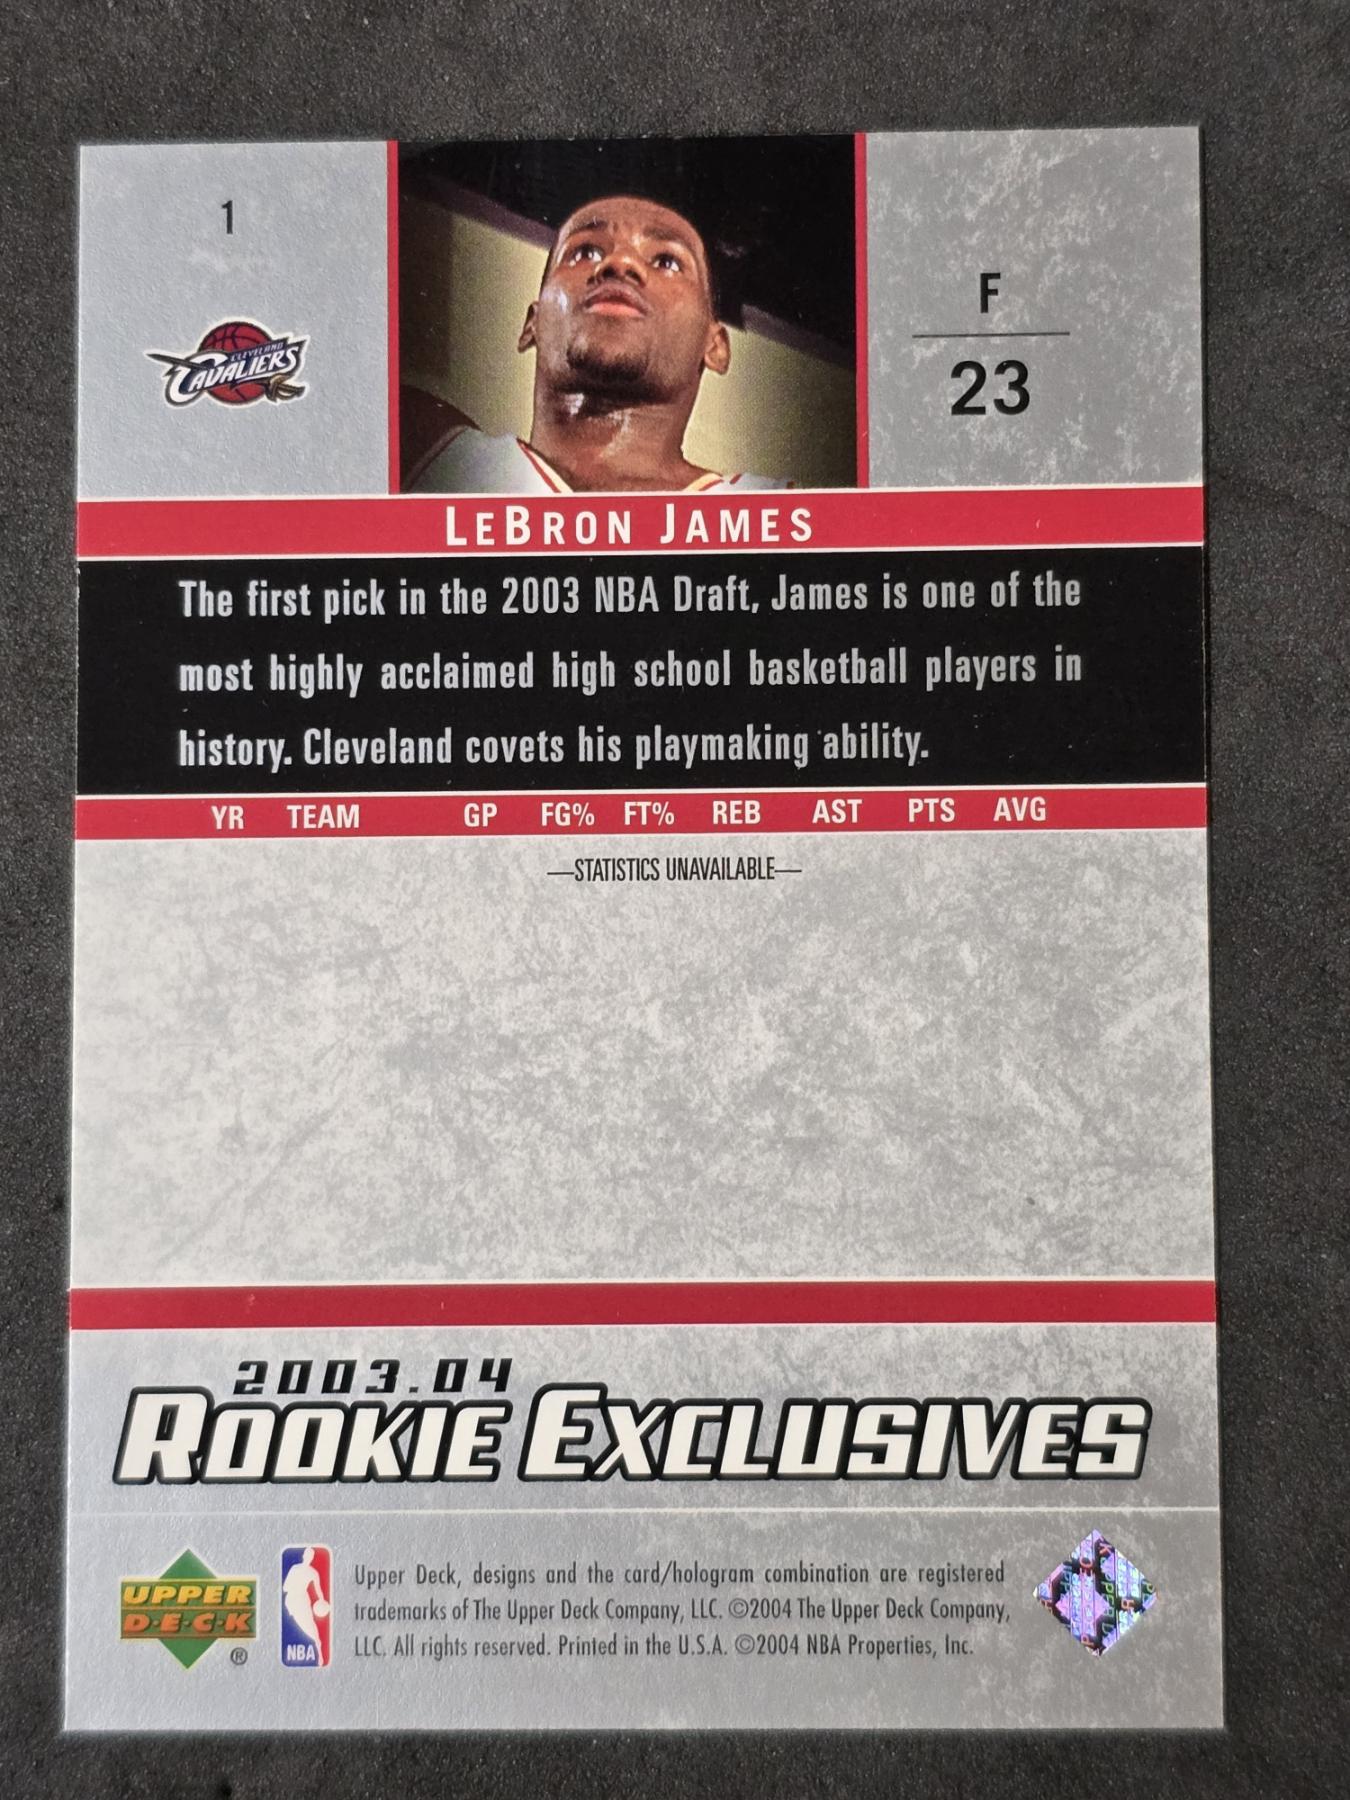 1
CLEVELAND
CAVALIERS
F
23
LEBRON JAMES
The first pick in the 2003 NBA Draft, James is one of the
most highly acclaimed high school basketball players in
history. Cleveland covets his playmaking ability.
YR TEAM GP FG% FT% REB AST PTS AVG
—STATISTICS UNAVAILABLE—
2003.04
ROOKIE EXCLUSIVES
UPPER
D·E·C·K
®
NBA
Upper Deck, designs and the card/hologram combination are registered
trademarks of The Upper Deck Company, LLC. ©2004 The Upper Deck Company,
LLC. All rights reserved. Printed in the U.S.A. ©2004 NBA Properties, Inc.